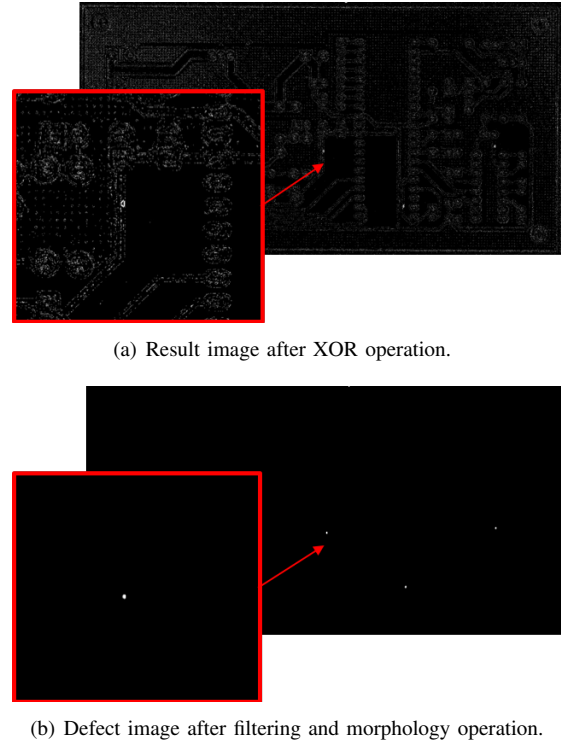 (a) Result image after XOR operation.
(b) Defect image after filtering and morphology operation.